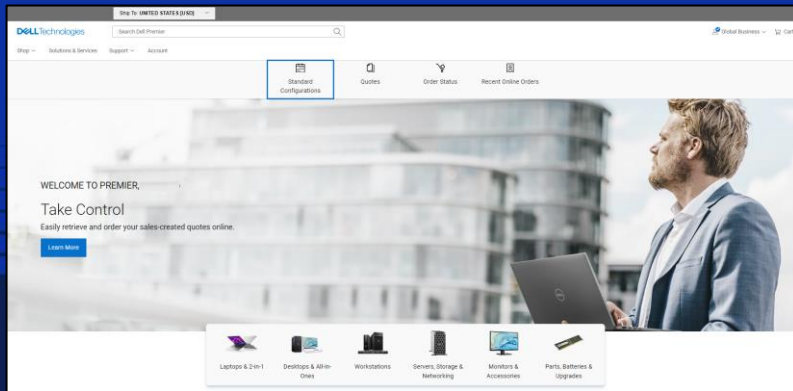 Ship To: UNITED STATES (USD)
DELL Technologies
Search Dell Premier
Global Business
Cart
Shop
Solutions & Services
Support
Account
Standard
Configurations
Quotes
Order Status
Recent Online Orders
WELCOME TO PREMIER,
Take Control
Easily retrieve and order your sales-created quotes online.
Learn More
Laptops & 2-in-1
Desktops & All-in-
Ones
Workstations
Servers, Storage &
Networking
Monitors &
Accessories
Parts, Batteries &
Upgrades